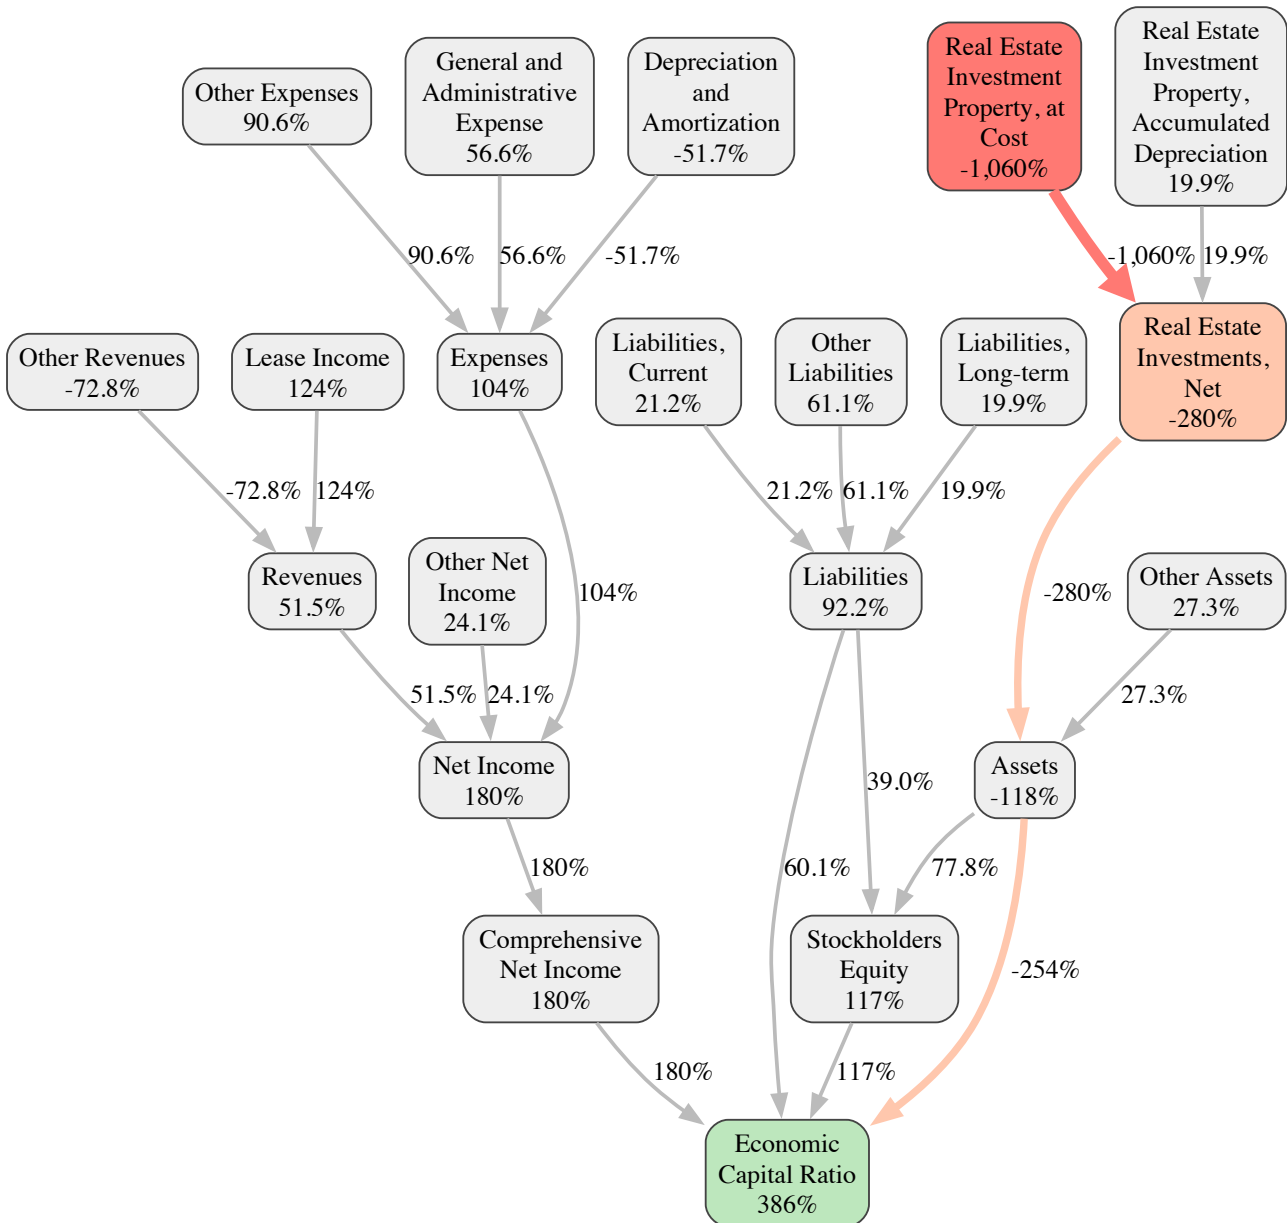 Real Estate
Investment
Property, at
Cost
-1,060%
Real Estate
Investment
Property,
Accumulated
Depreciation
19.9%
General and
Administrative
Expense
56.6%
Depreciation
and
Amortization
-51.7%
Other Expenses
90.6%
90.6%
56.6%
-51.7%
-1,060%
19.9%
Other Revenues
-72.8%
Lease Income
124%
Expenses
104%
Liabilities,
Current
21.2%
Other
Liabilities
61.1%
Liabilities,
Long-term
19.9%
Real Estate
Investments,
Net
-280%
-72.8%
124%
21.2%
61.1%
19.9%
Revenues
51.5%
Other Net
Income
24.1%
104%
Liabilities
92.2%
-280%
Other Assets
27.3%
51.5%
24.1%
27.3%
Net Income
180%
39.0%
Assets
-118%
180%
60.1%
77.8%
Comprehensive
Net Income
180%
Stockholders
Equity
117%
-254%
180%
117%
Economic
Capital Ratio
386%